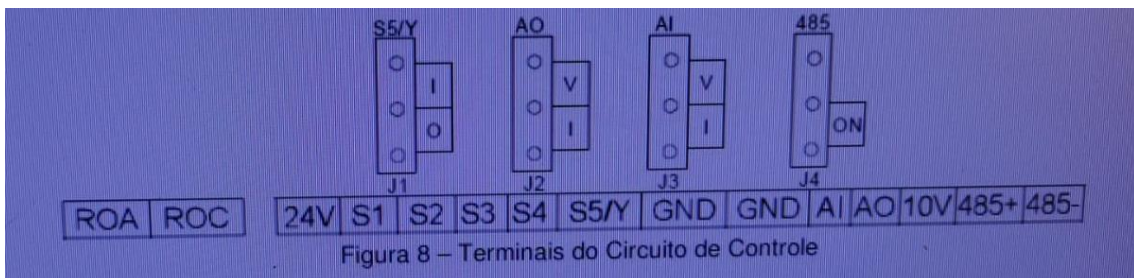 S5/Y AO AI 485
I V V
O I I ON
J1 J2 J3 J4
ROA ROC 24V S1 S2 S3 S4 S5/Y GND GND AI AO 10V 485+ 485-
Figura 8 – Terminais do Circuito de Controle